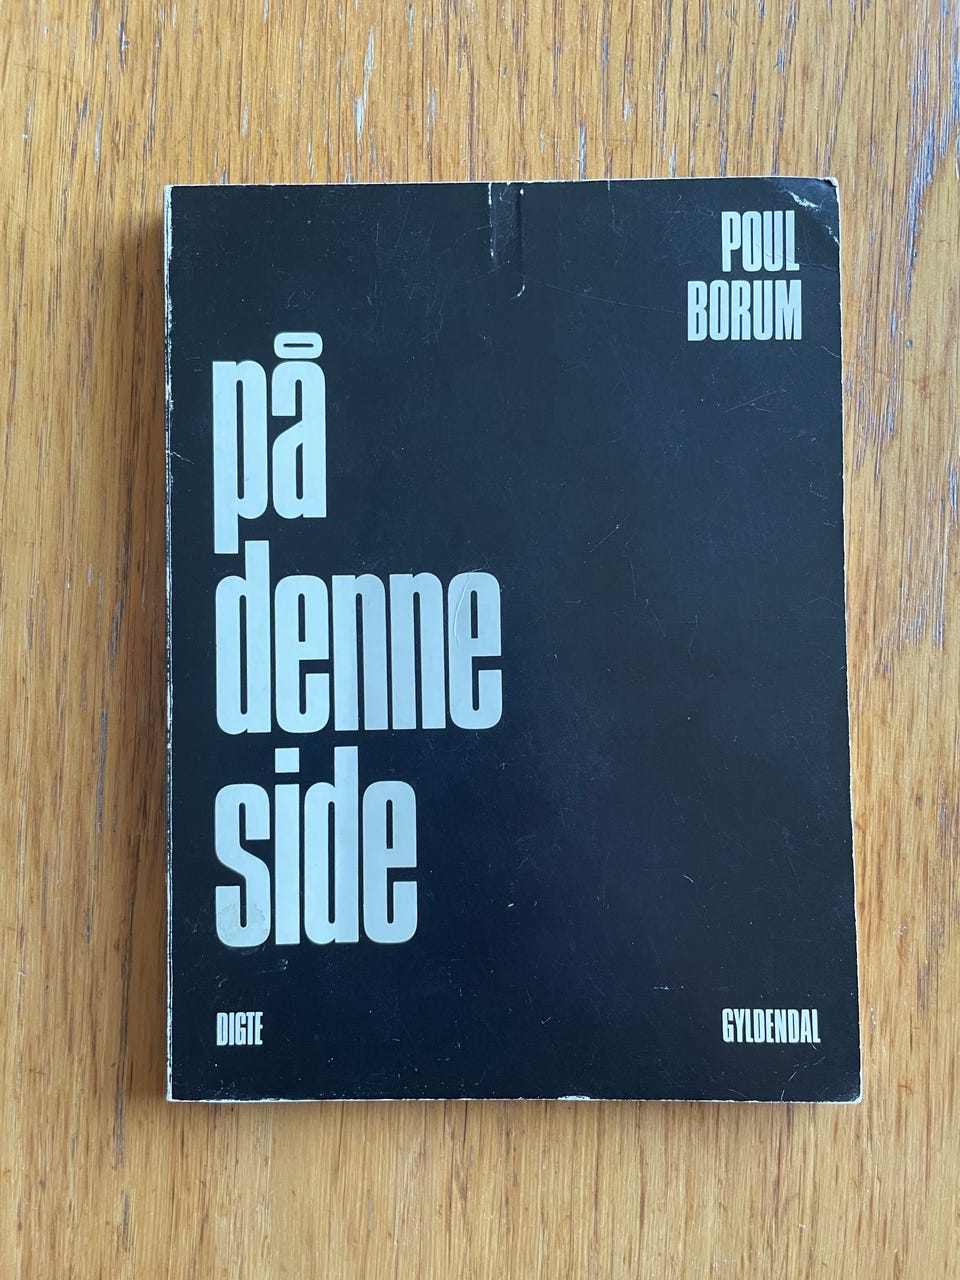 POUL
BORUM
på
denne
side
DIGTE
GYLDENDAL